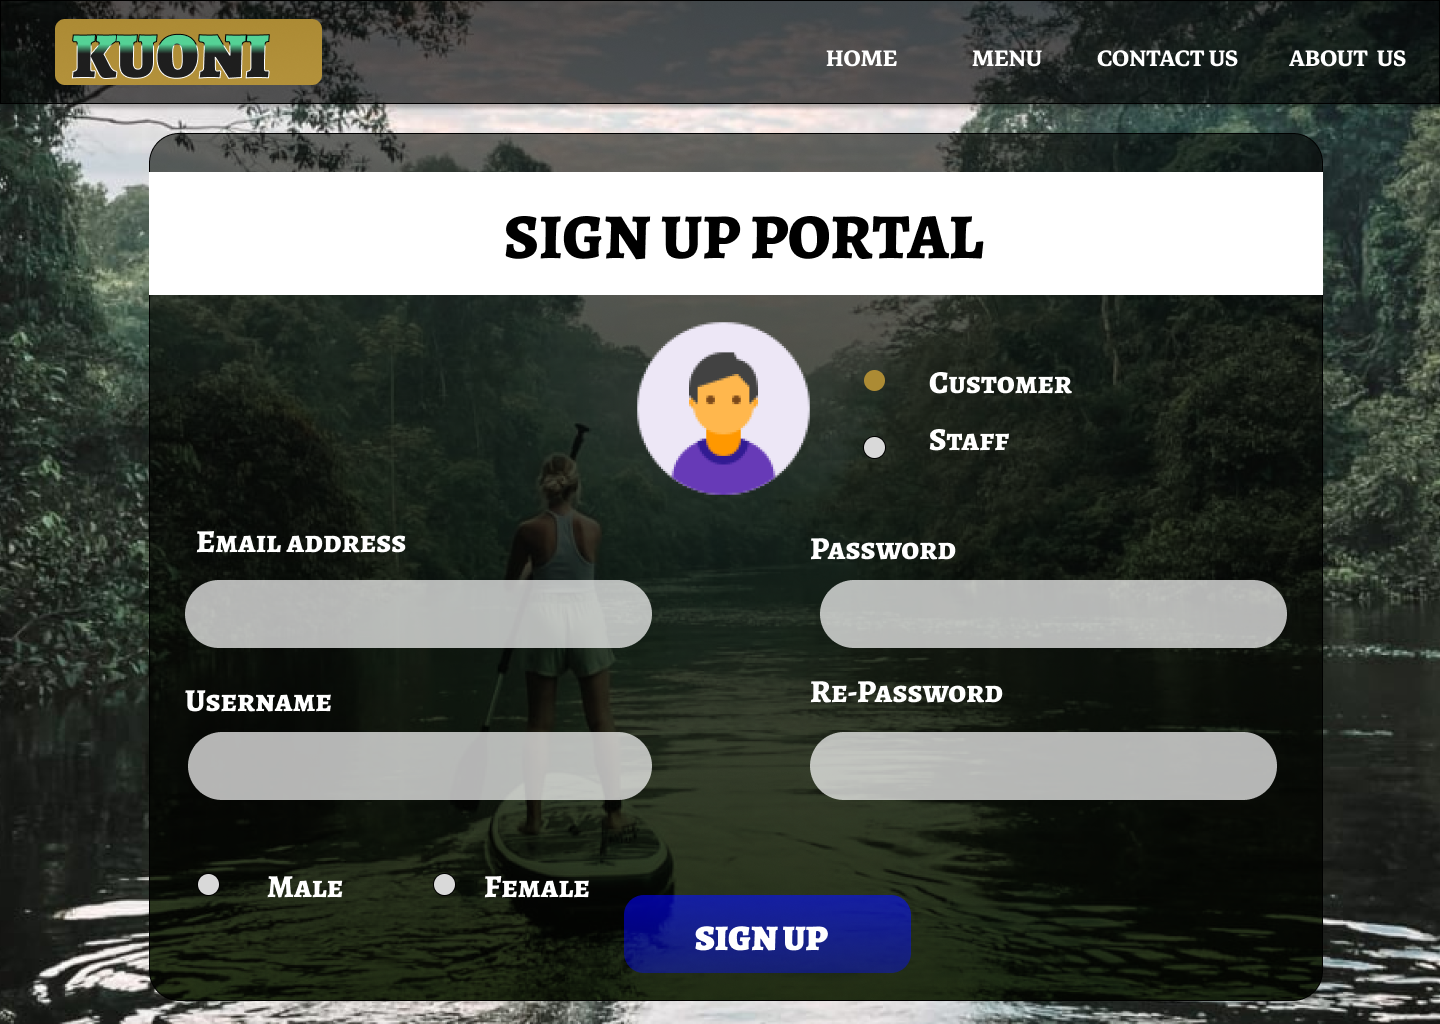 KUONI
HOME MENU CONTACT US ABOUT US
SIGN UP PORTAL
Customer
Staff
Email address
Password
Username
Re-Password
Male Female
SIGN UP